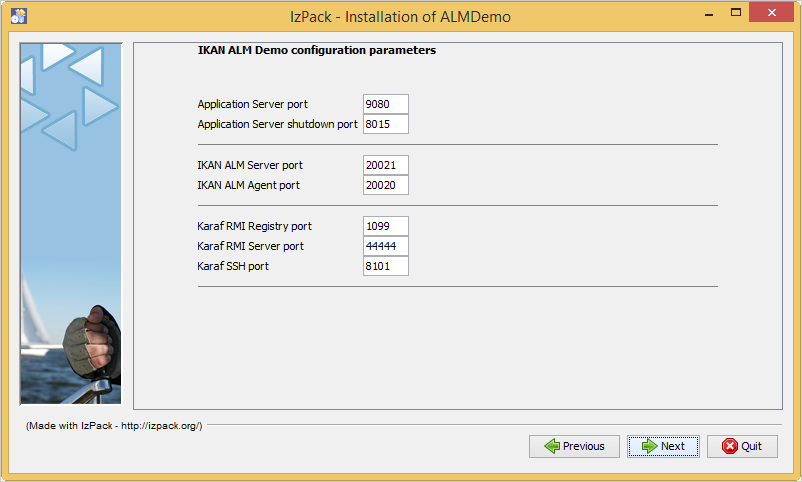 IzPack - Installation of ALMDemo
IKAN ALM Demo configuration parameters
Application Server port 9080
Application Server shutdown port 8015
IKAN ALM Server port 20021
IKAN ALM Agent port 20020
Karaf RMI Registry port 1099
Karaf RMI Server port 44444
Karaf SSH port 8101
(Made with IzPack - http://izpack.org/)
Previous Next Quit